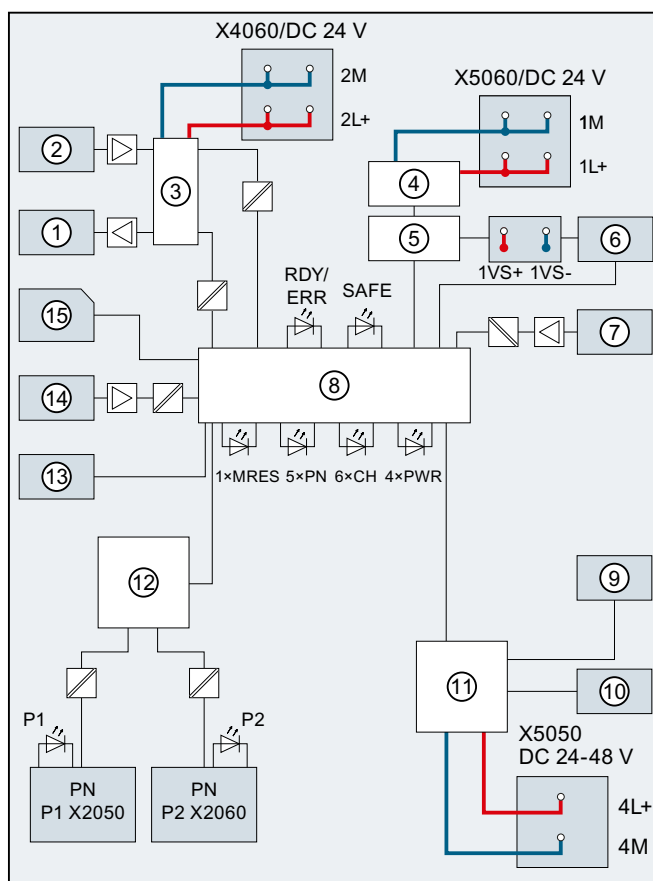 X4060/DC 24 V
2M
2L+
X5060/DC 24 V
1M
1L+
2
3
1
4
5
6
1VS+ 1VS-
RDY/
ERR
SAFE
15
7
8
14
1×MRES 5×PN 6×CH 4×PWR
13
12
9
11
10
P1
P2
X5050
DC 24-48 V
PN
P1 X2050
PN
P2 X2060
4L+
4M